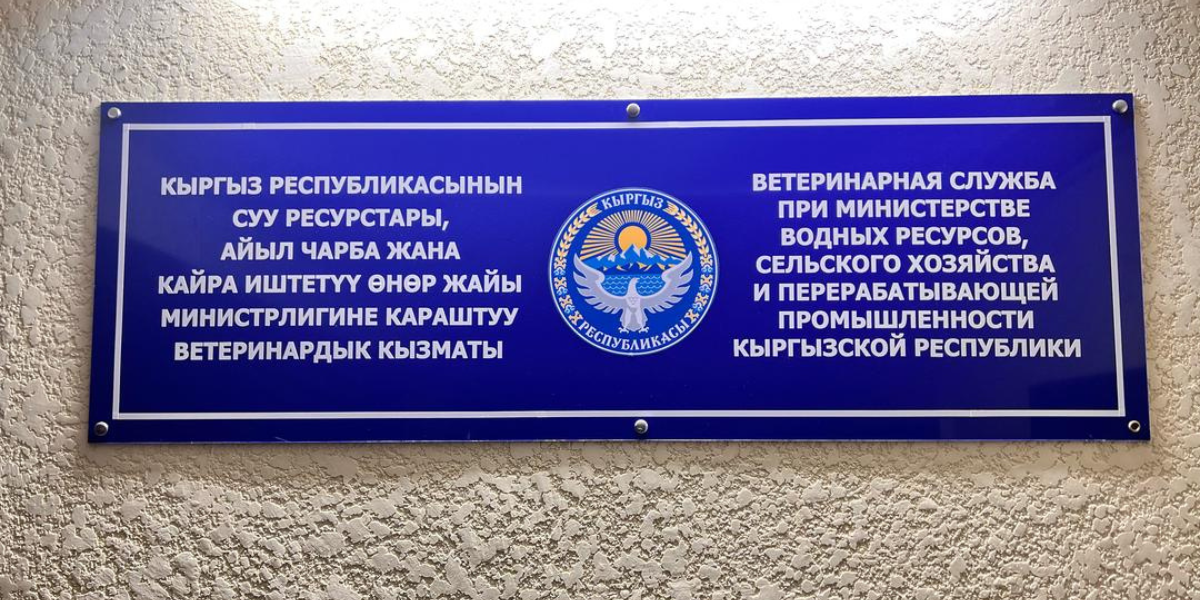 КЫРГЫЗ РЕСПУБЛИКАСЫНЫН
СУУ РЕСУРСТАРЫ,
АЙЫЛ ЧАРБА ЖАНА
КАЙРА ИШТЕТҮҮ ӨНӨР ЖАЙЫ
МИНИСТРЛИГИНЕ КАРАШТУУ
ВЕТЕРИНАРДЫК КЫЗМАТЫ
КЫРГЫЗ
РЕСПУБЛИКАСЫ
ВЕТЕРИНАРНАЯ СЛУЖБА
ПРИ МИНИСТЕРСТВЕ
ВОДНЫХ РЕСУРСОВ,
СЕЛЬСКОГО ХОЗЯЙСТВА
И ПЕРЕРАБАТЫВАЮЩЕЙ
ПРОМЫШЛЕННОСТИ
КЫРГЫЗСКОЙ РЕСПУБЛИКИ